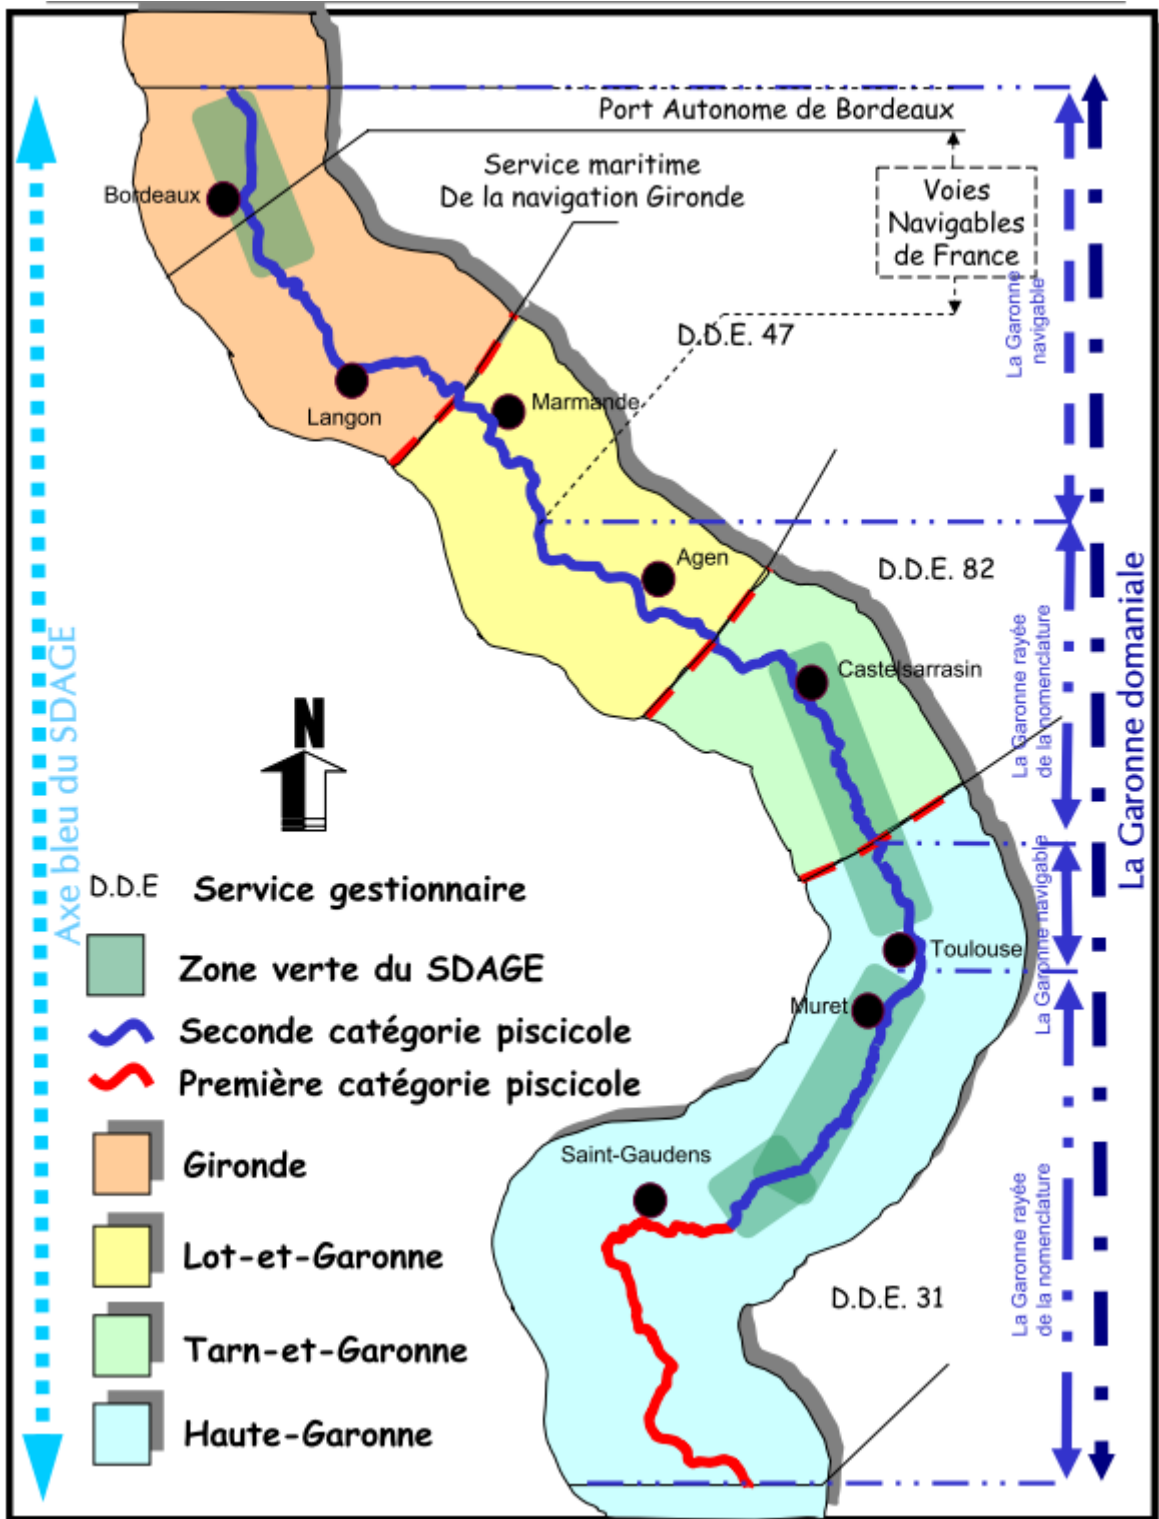 Port Autonome de Bordeaux
Service maritime
De la navigation Gironde
Bordeaux
Voies
Navigables
de France
La Garonne
navigable
D.D.E. 47
Marmande
Langon
Agen
D.D.E. 82
Castelsarrasin
La Garonne rayée
de la nomenclature
La Garonne domaniale
Axe bleu du SDAGE
N
D.D.E Service gestionnaire
Zone verte du SDAGE
Seconde catégorie piscicole
Première catégorie piscicole
Gironde
Lot-et-Garonne
Tarn-et-Garonne
Haute-Garonne
La Garonne navigable
Toulouse
Muret
Saint-Gaudens
La Garonne rayée
de la nomenclature
D.D.E. 31